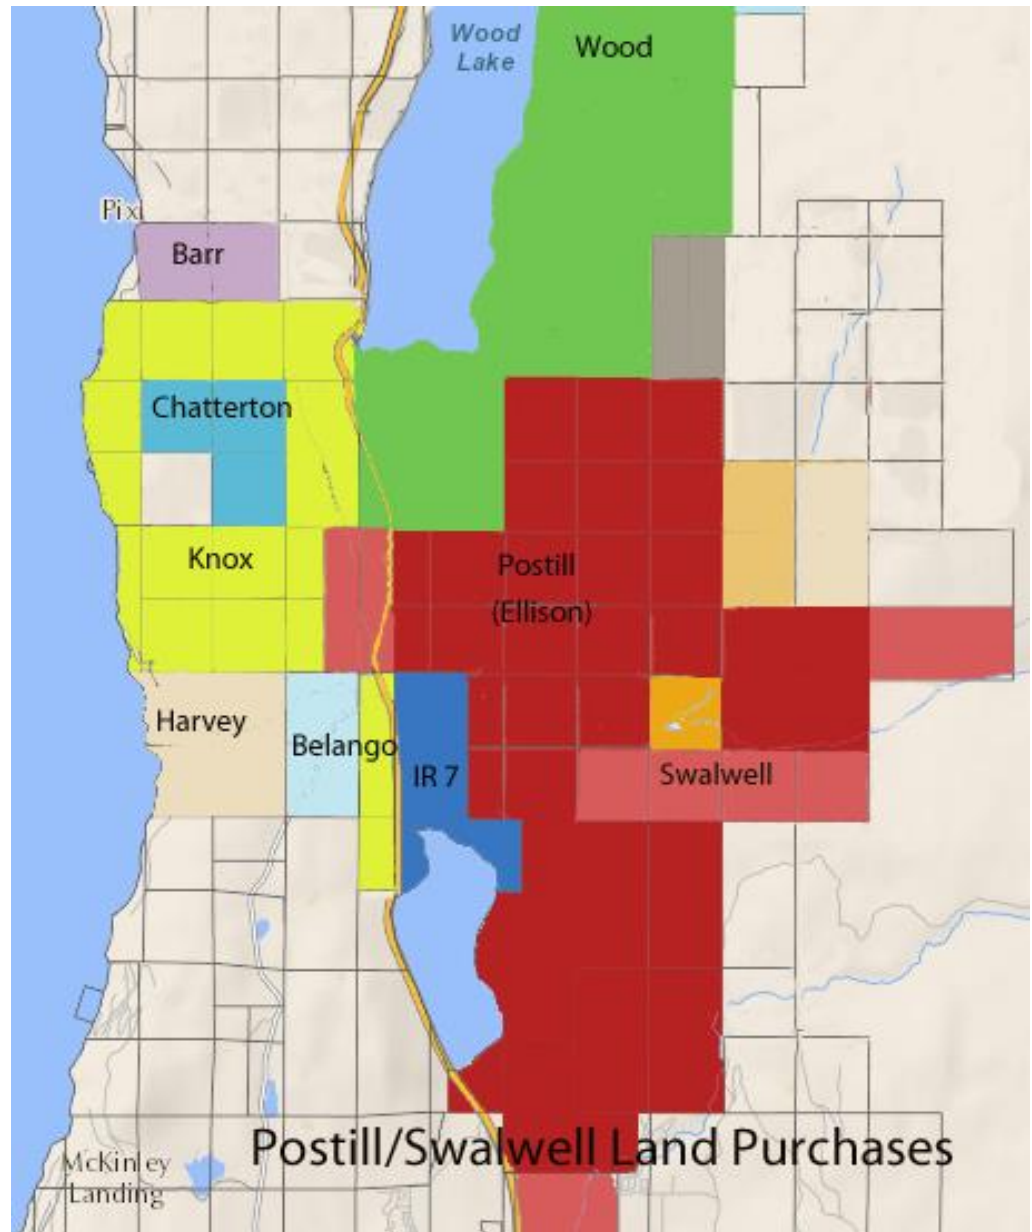 Wood
Lake
Wood
Pix
Barr
Chatterton
Knox
Postill
(Ellison)
Harvey
Belango
IR 7
Swalwell
Postill/Swalwell Land Purchases
McKinley
Landing